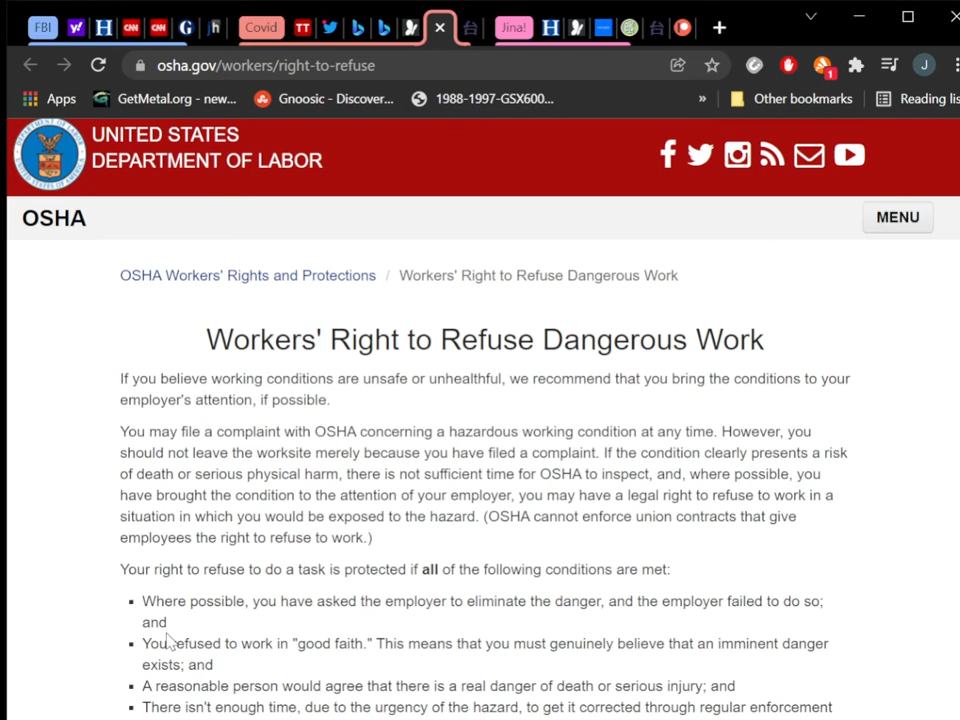 FBI
Covid
Jina!
osha.gov/workers/right-to-refuse
1
J
Apps
GetMetal.org - new...
Gnoosic - Discover...
1988-1997-GSX600...
»
Other bookmarks
Reading lis
UNITED STATES
DEPARTMENT OF LABOR
OSHA
MENU
OSHA Workers' Rights and Protections / Workers' Right to Refuse Dangerous Work
Workers' Right to Refuse Dangerous Work
If you believe working conditions are unsafe or unhealthful, we recommend that you bring the conditions to your
employer's attention, if possible.
You may file a complaint with OSHA concerning a hazardous working condition at any time. However, you
should not leave the worksite merely because you have filed a complaint. If the condition clearly presents a risk
of death or serious physical harm, there is not sufficient time for OSHA to inspect, and, where possible, you
have brought the condition to the attention of your employer, you may have a legal right to refuse to work in a
situation in which you would be exposed to the hazard. (OSHA cannot enforce union contracts that give
employees the right to refuse to work.)
Your right to refuse to do a task is protected if all of the following conditions are met:
▪ Where possible, you have asked the employer to eliminate the danger, and the employer failed to do so;
and
▪ You refused to work in "good faith." This means that you must genuinely believe that an imminent danger
exists; and
▪ A reasonable person would agree that there is a real danger of death or serious injury; and
▪ There isn't enough time, due to the urgency of the hazard, to get it corrected through regular enforcement